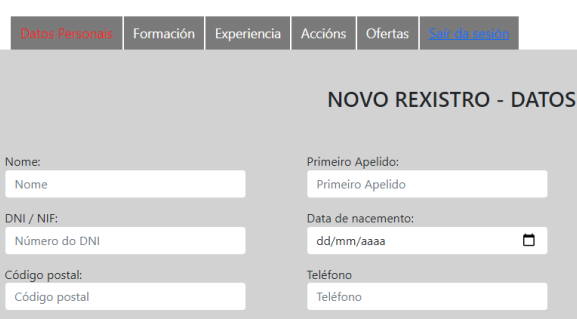 Datos Personais Formación Experiencia Accións Ofertas Saír da sesión
NOVO REXISTRO - DATOS
Nome: Primeiro Apelido:
Nome Primeiro Apelido
DNI / NIF: Data de nacemento:
Número do DNI dd/mm/aaaa
Código postal: Teléfono
Código postal Teléfono